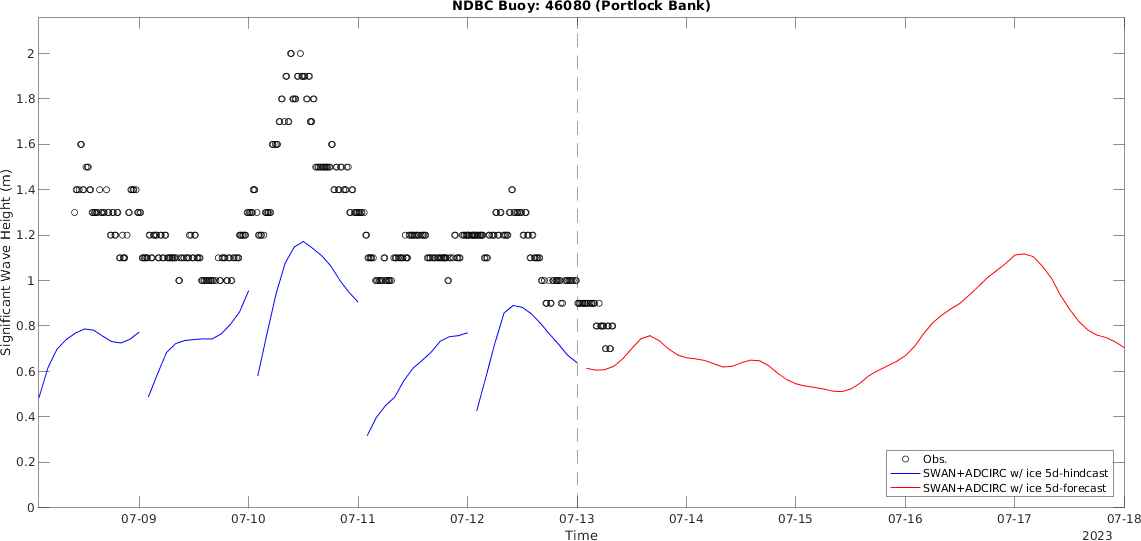 NDBC Buoy: 46080 (Portlock Bank)
Significant Wave Height (m)
2
1.8
1.6
1.4
1.2
1
0.8
0.6
0.4
0.2
0
Obs.
SWAN+ADCIRC w/ ice 5d-hindcast
SWAN+ADCIRC w/ ice 5d-forecast
07-09 07-10 07-11 07-12 07-13 07-14 07-15 07-16 07-17 07-18
Time
2023